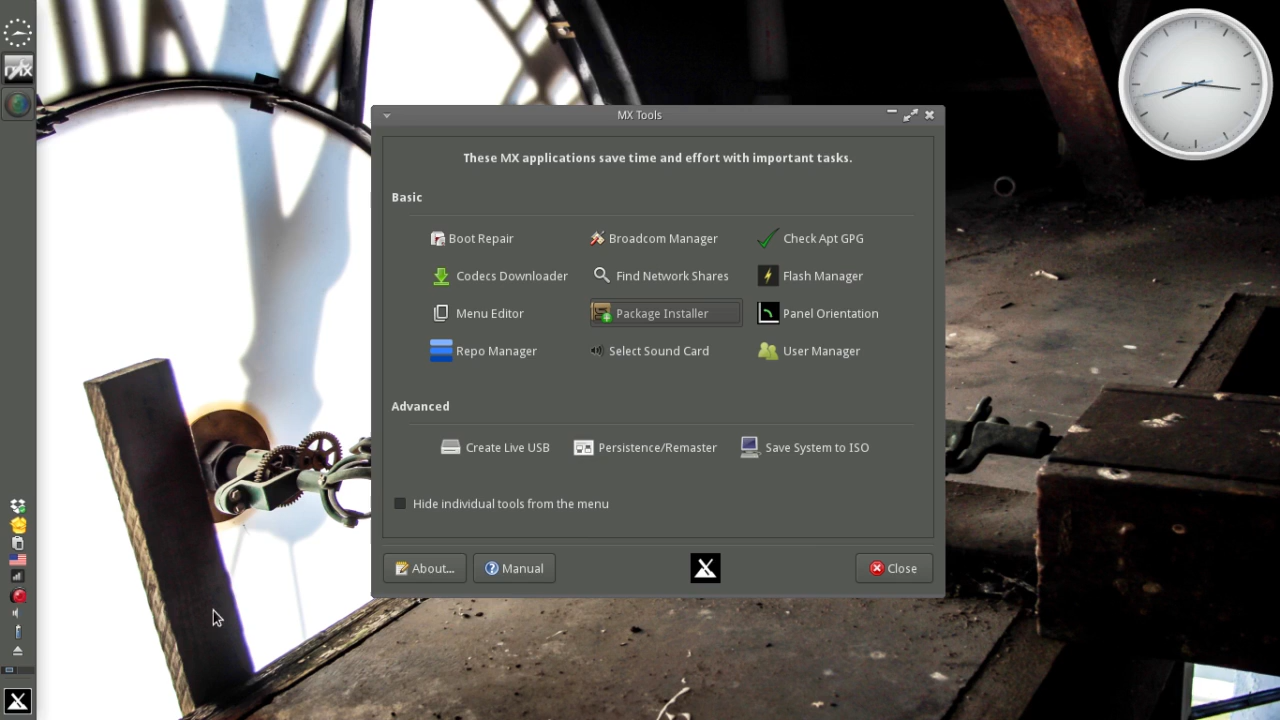 MX Tools
These MX applications save time and effort with important tasks.
Basic
Boot Repair Broadcom Manager Check Apt GPG
Codecs Downloader Find Network Shares Flash Manager
Menu Editor Package Installer Panel Orientation
Repo Manager Select Sound Card User Manager
Advanced
Create Live USB Persistence/Remaster Save System to ISO
Hide individual tools from the menu
About... Manual Close